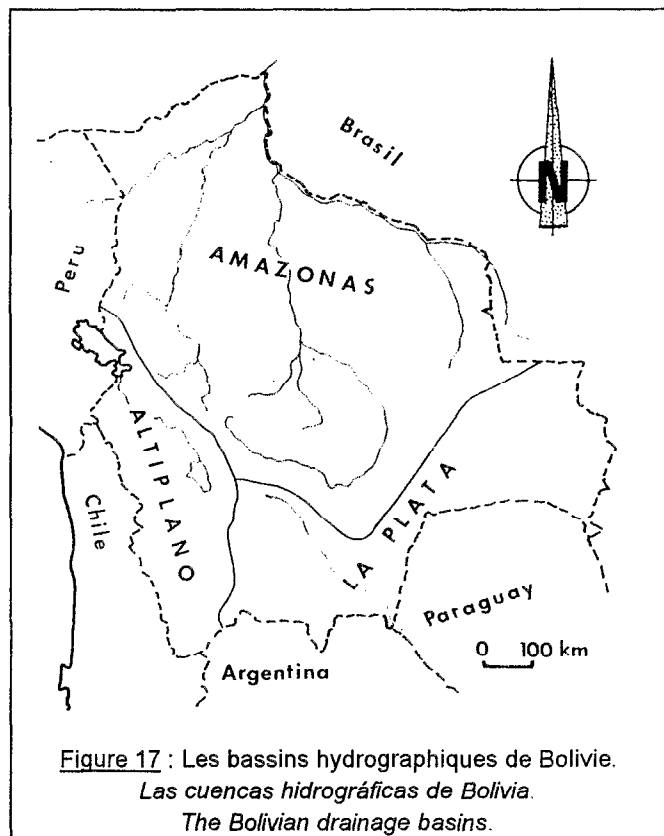 Brasil
N
AMAZONAS
Peru
ALTIPLANO
LA PLATA
Chile
Paraguay
0 100 km
Argentina
Figure 17 : Les bassins hydrographiques de Bolivie.
Las cuencas hidrográficas de Bolivia.
The Bolivian drainage basins.